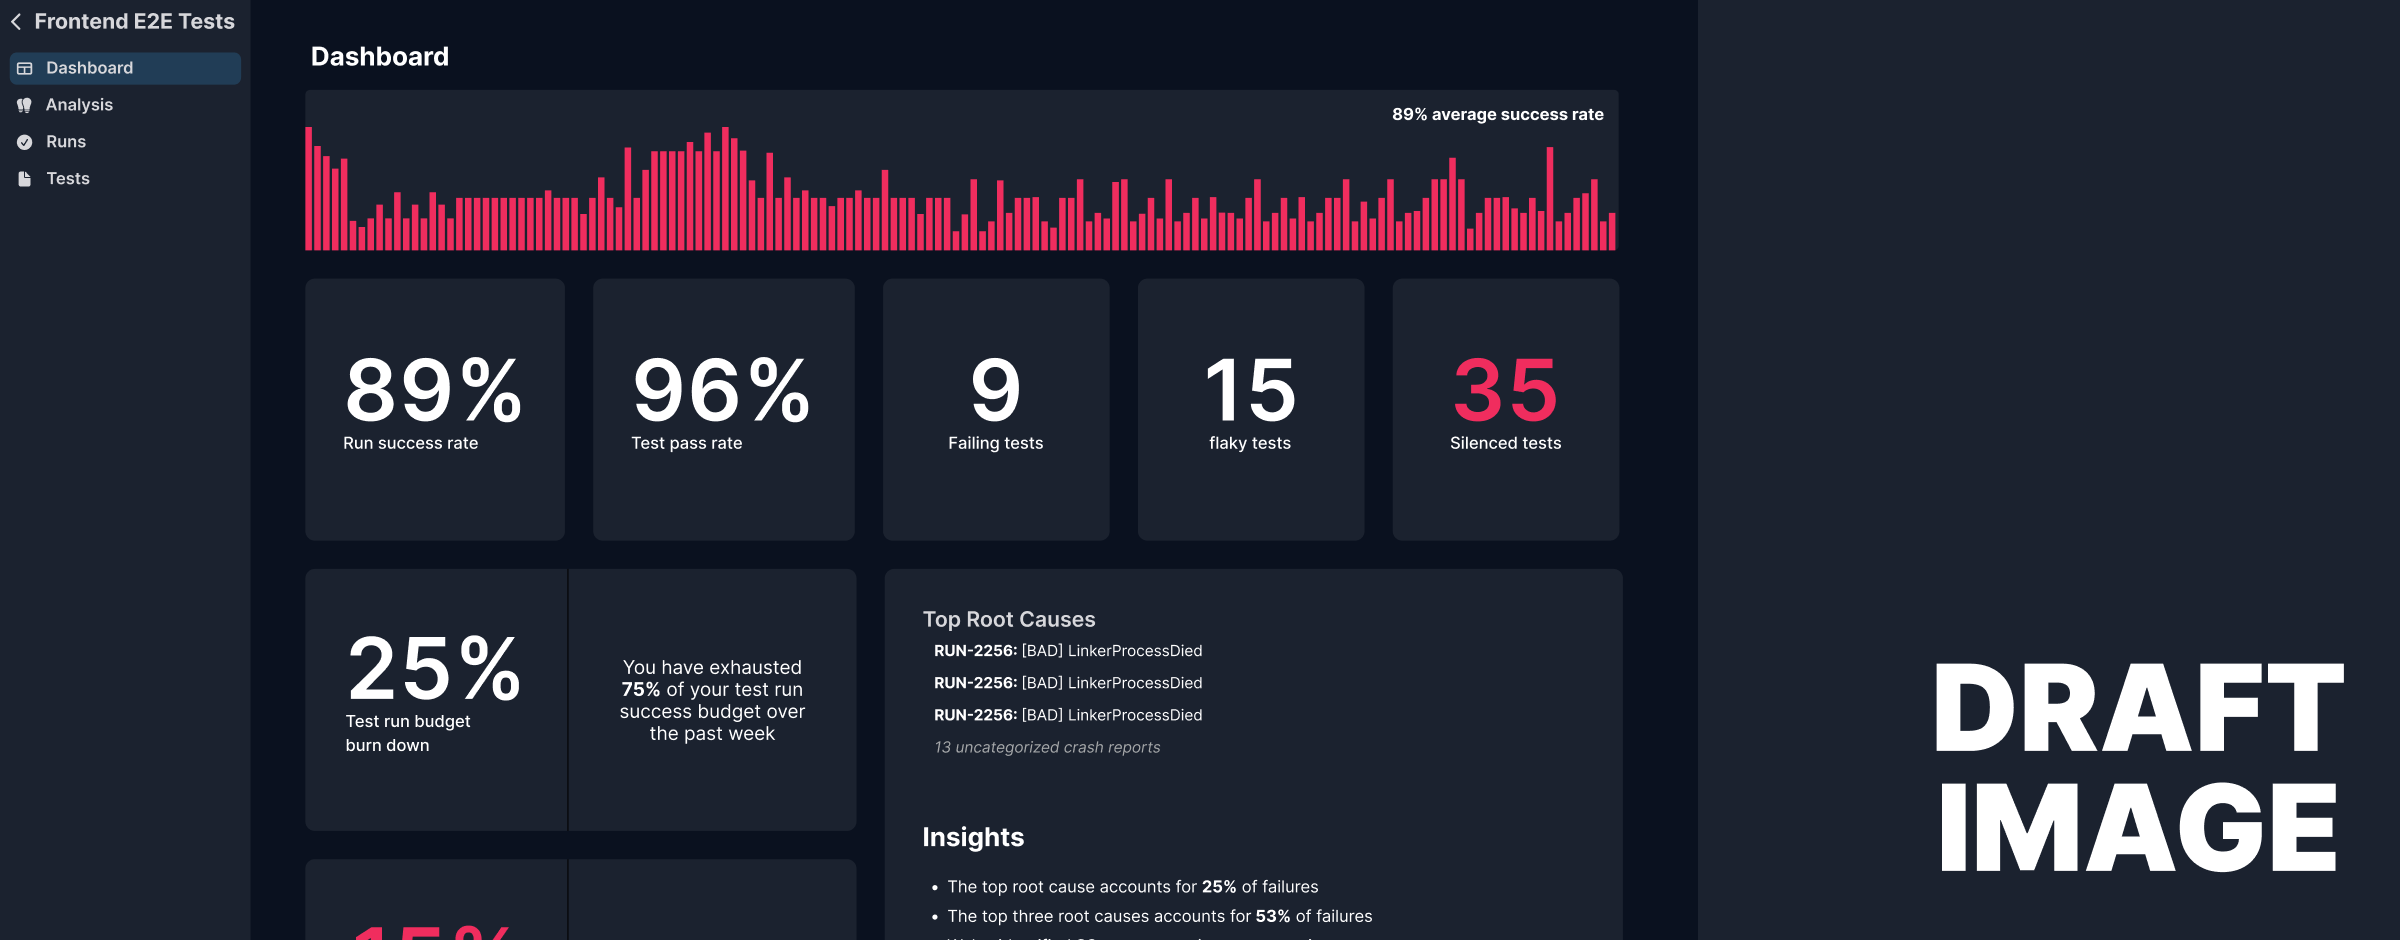 Frontend E2E Tests
Dashboard
Analysis
Runs
Tests
Dashboard
89% average success rate
89%
Run success rate
96%
Test pass rate
9
Failing tests
15
flaky tests
35
Silenced tests
25%
Test run budget
burn down
You have exhausted
75% of your test run
success budget over
the past week
Top Root Causes
RUN-2256: [BAD] LinkerProcessDied
RUN-2256: [BAD] LinkerProcessDied
RUN-2256: [BAD] LinkerProcessDied
13 uncategorized crash reports
Insights
• The top root cause accounts for 25% of failures
• The top three root causes accounts for 53% of failures
DRAFT
IMAGE